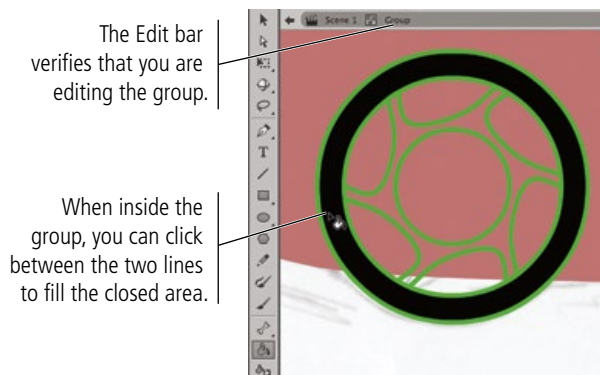 The Edit bar
verifies that you are
editing the group.
Scene 1 Group
T
When inside the
group, you can click
between the two lines
to fill the closed area.